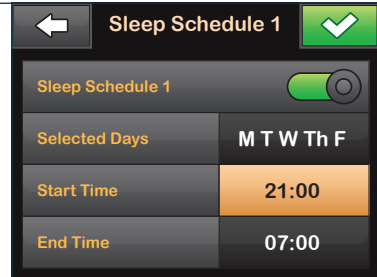 Sleep Schedule 1
Sleep Schedule 1
Selected Days M T W Th F
Start Time 21:00
End Time 07:00